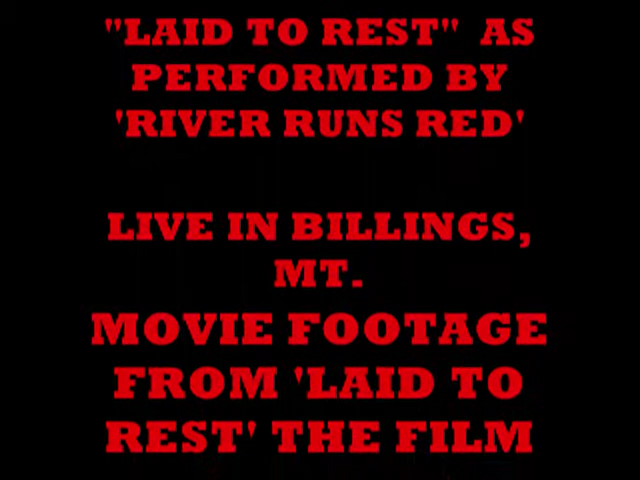 "LAID TO REST"  AS
PERFORMED BY
'RIVER RUNS RED'
LIVE IN BILLINGS,
MT.
MOVIE FOOTAGE
FROM 'LAID TO
REST' THE FILM